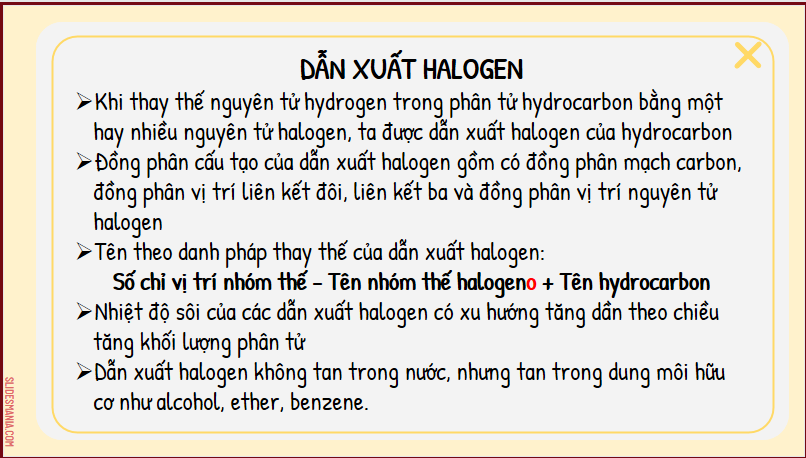 DẪN XUẤT HALOGEN
➢Khi thay thế nguyên tử hydrogen trong phân tử hydrocarbon bằng một
hay nhiều nguyên tử halogen, ta được dẫn xuất halogen của hydrocarbon
➢Đồng phân cấu tạo của dẫn xuất halogen gồm có đồng phân mạch carbon,
đồng phân vị trí liên kết đôi, liên kết ba và đồng phân vị trí nguyên tử
halogen
➢Tên theo danh pháp thay thế của dẫn xuất halogen:
Số chỉ vị trí nhóm thế – Tên nhóm thế halogeno + Tên hydrocarbon
➢Nhiệt độ sôi của các dẫn xuất halogen có xu hướng tăng dần theo chiều
tăng khối lượng phân tử
➢Dẫn xuất halogen không tan trong nước, nhưng tan trong dung môi hữu
cơ như alcohol, ether, benzene.
SLIDESMANIA.COM